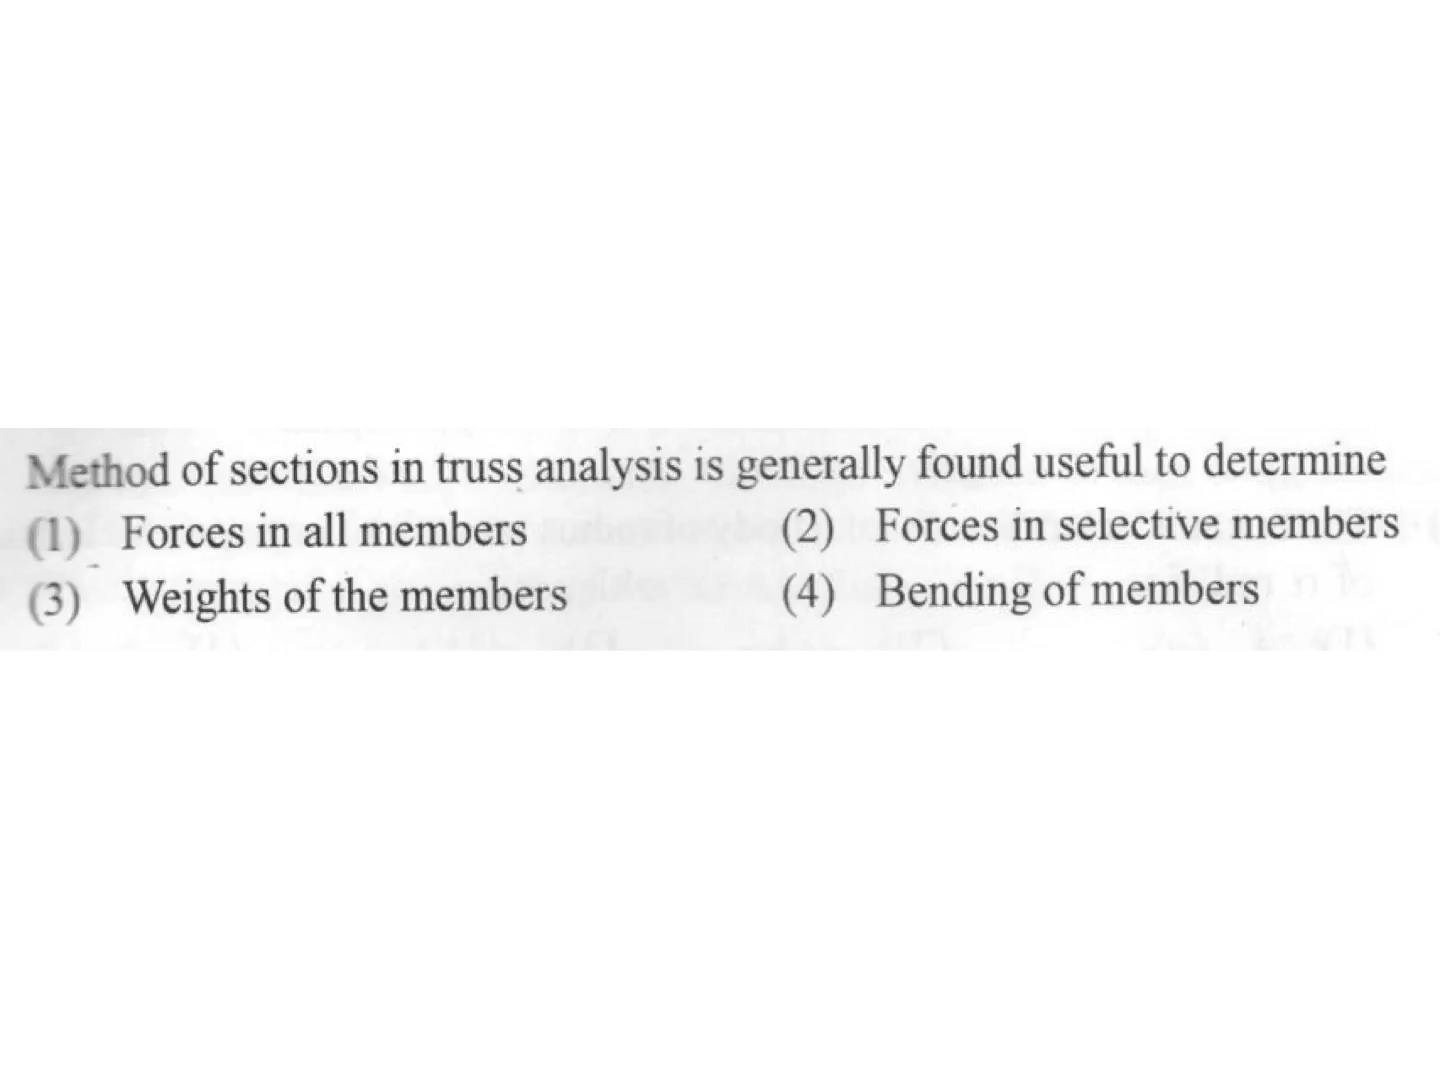 Method of sections in truss analysis is generally found useful to determine
(1) Forces in all members (2) Forces in selective members
(3) Weights of the members (4) Bending of members